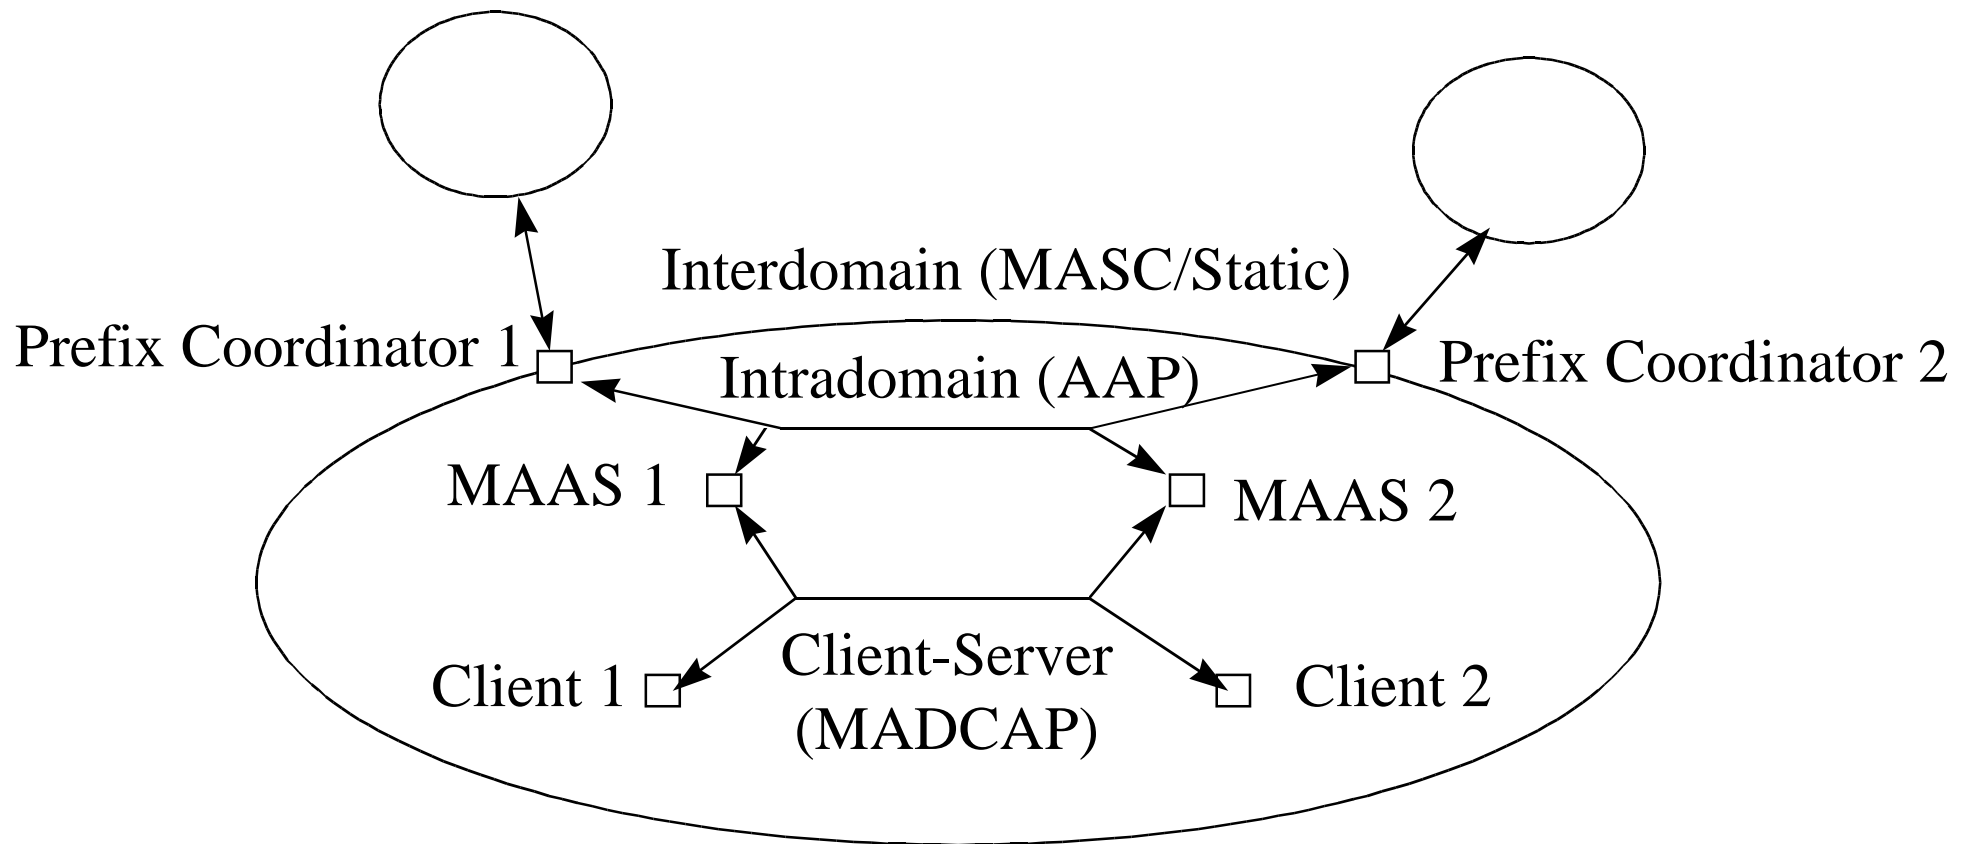 Interdomain (MASC/Static)
Prefix Coordinator 1
Intradomain (AAP)
Prefix Coordinator 2
MAAS 1
MAAS 2
Client 1
Client-Server
(MADCAP)
Client 2